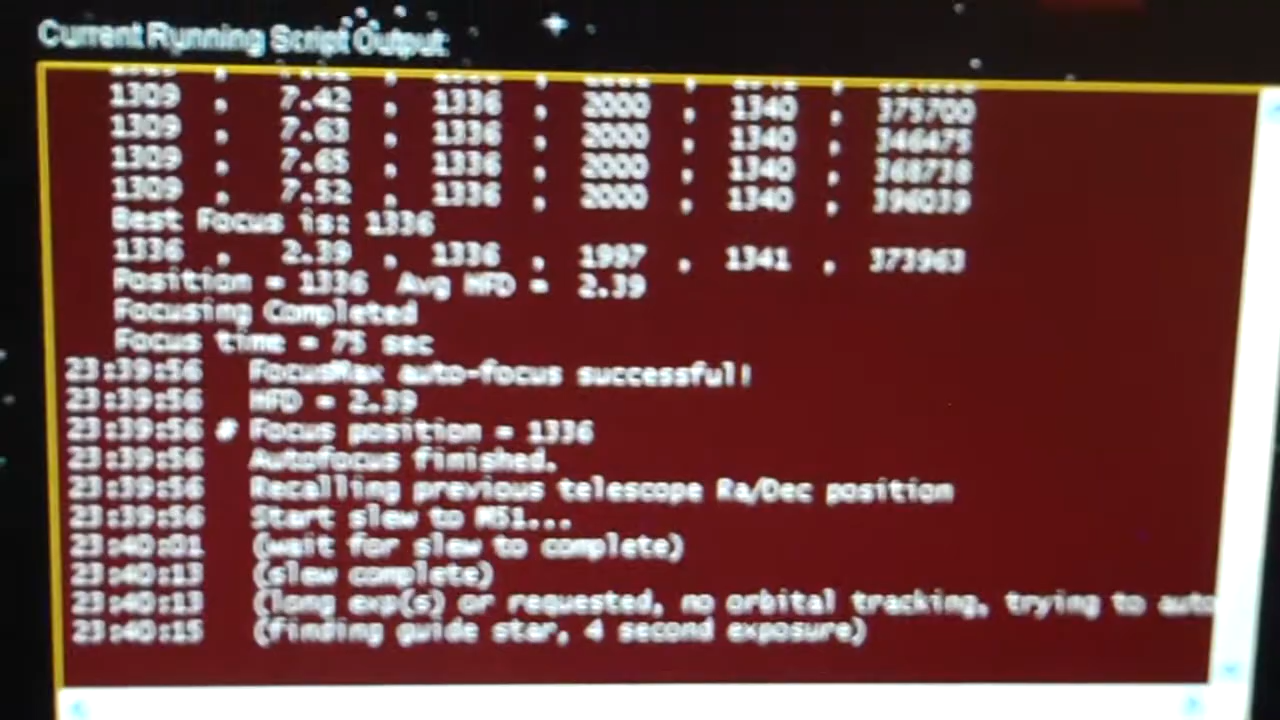 Current Running Script Output:
1309 , 7.42 , 1336 , 2000 , 1340 , 375700
1309 , 7.63 , 1336 , 2000 , 1340 , 346475
1309 , 7.65 , 1336 , 2000 , 1340 , 368738
1309 , 7.52 , 1336 , 2000 , 1340 , 396039
Best Focus is: 1336
1336 , 2.39 , 1336 , 1997 , 1341 , 373963
Position = 1336 Avg HFD = 2.39
Focusing Completed
Focus time = 75 sec
23:39:56 FocusMax auto-focus successful!
23:39:56 HFD = 2.39
23:39:56 # Focus position = 1336
23:39:56 Autofocus finished.
23:39:56 Recalling previous telescope Ra/Dec position
23:39:56 Start slew to M51...
23:40:01 (wait for slew to complete)
23:40:13 (slew complete)
23:40:13 (long exp(s) or requested, no orbital tracking, trying to auto
23:40:15 (finding guide star, 4 second exposure)